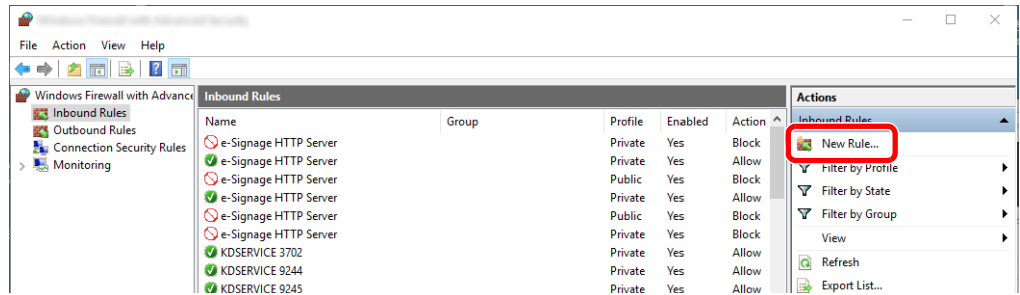 File Action View Help
Windows Firewall with Advance
Inbound Rules
Outbound Rules
Connection Security Rules
Monitoring
Inbound Rules
Name Group Profile Enabled Action
e-Signage HTTP Server Private Yes Block
e-Signage HTTP Server Private Yes Allow
e-Signage HTTP Server Public Yes Block
e-Signage HTTP Server Private Yes Allow
e-Signage HTTP Server Public Yes Block
e-Signage HTTP Server Private Yes Block
KDSERVICE 3702 Private Yes Allow
KDSERVICE 9244 Private Yes Allow
KDSERVICE 9245 Private Yes Allow
Actions
Inbound Rules
New Rule...
Filter by Profile
Filter by State
Filter by Group
View
Refresh
Export List...